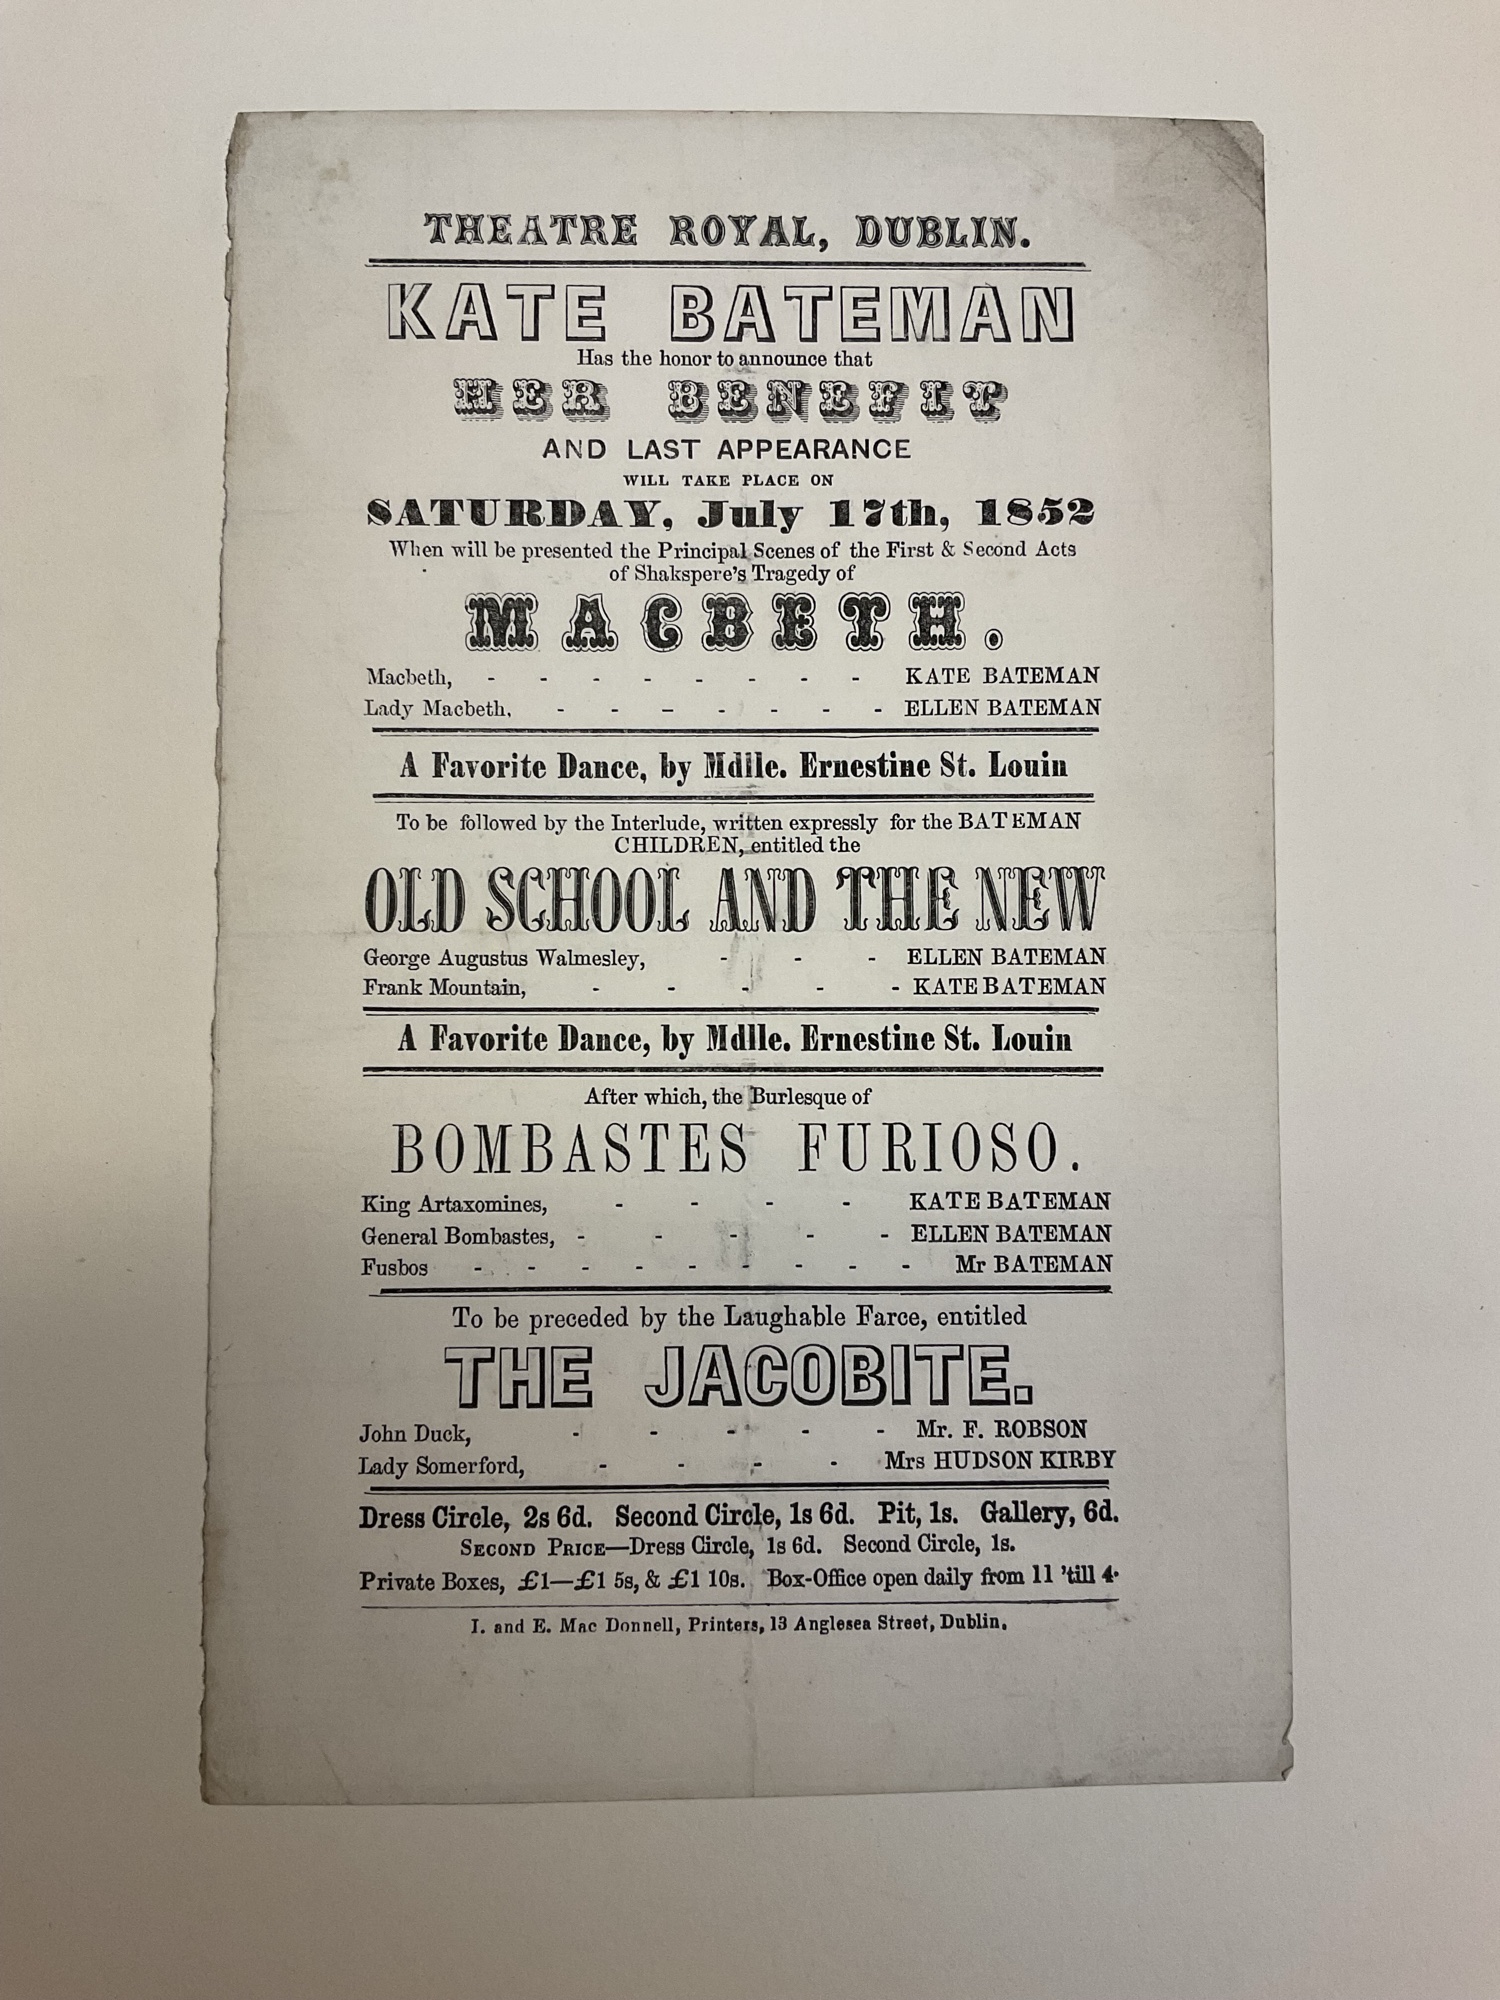 THEATRE ROYAL, DUBLIN.
KATE BATEMAN
Has the honor to announce that
HER BENEFIT
AND LAST APPEARANCE
WILL TAKE PLACE ON
SATURDAY, July 17th, 1852
When will be presented the Principal Scenes of the First & Second Acts
of Shakspere's Tragedy of
MACBETH.
Macbeth, - - - - - - - - KATE BATEMAN
Lady Macbeth, - - - - - - - ELLEN BATEMAN
A Favorite Dance, by Mdlle. Ernestine St. Louin
To be followed by the Interlude, written expressly for the BATEMAN
CHILDREN, entitled the
OLD SCHOOL AND THE NEW
George Augustus Walmesley, - - - ELLEN BATEMAN
Frank Mountain, - - - - - KATE BATEMAN
A Favorite Dance, by Mdlle. Ernestine St. Louin
After which, the Burlesque of
BOMBASTES FURIOSO.
King Artaxomines, - - - - KATE BATEMAN
General Bombastes, - - - - - ELLEN BATEMAN
Fusbos - - - - - - - - - Mr BATEMAN
To be preceded by the Laughable Farce, entitled
THE JACOBITE.
John Duck, - - - - - Mr. F. ROBSON
Lady Somerford, - - - - Mrs HUDSON KIRBY
Dress Circle, 2s 6d. Second Circle, 1s 6d. Pit, 1s. Gallery, 6d.
SECOND PRICE—Dress Circle, 1s 6d. Second Circle, 1s.
Private Boxes, £1—£1 5s, & £1 10s. Box-Office open daily from 11 'till 4.
I. and E. Mac Donnell, Printers, 13 Anglesea Street, Dublin.